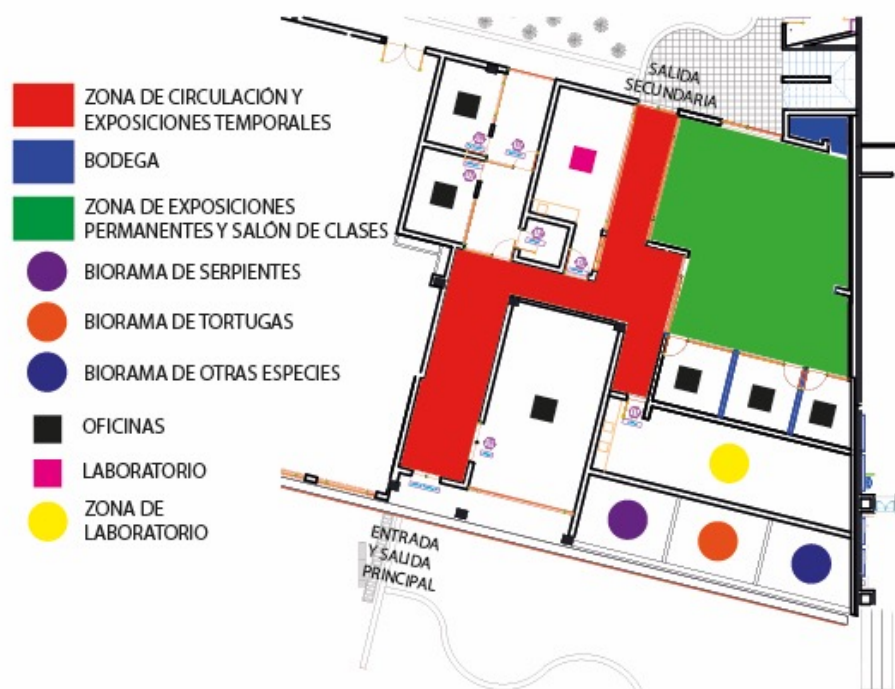 ZONA DE CIRCULACIÓN Y
EXPOSICIONES TEMPORALES
BODEGA
ZONA DE EXPOSICIONES
PERMANENTES Y SALÓN DE CLASES
BIORAMA DE SERPIENTES
BIORAMA DE TORTUGAS
BIORAMA DE OTRAS ESPECIES
OFICINAS
LABORATORIO
ZONA DE
LABORATORIO
SALIDA
SECUNDARIA
ENTRADA
Y SALIDA
PRINCIPAL